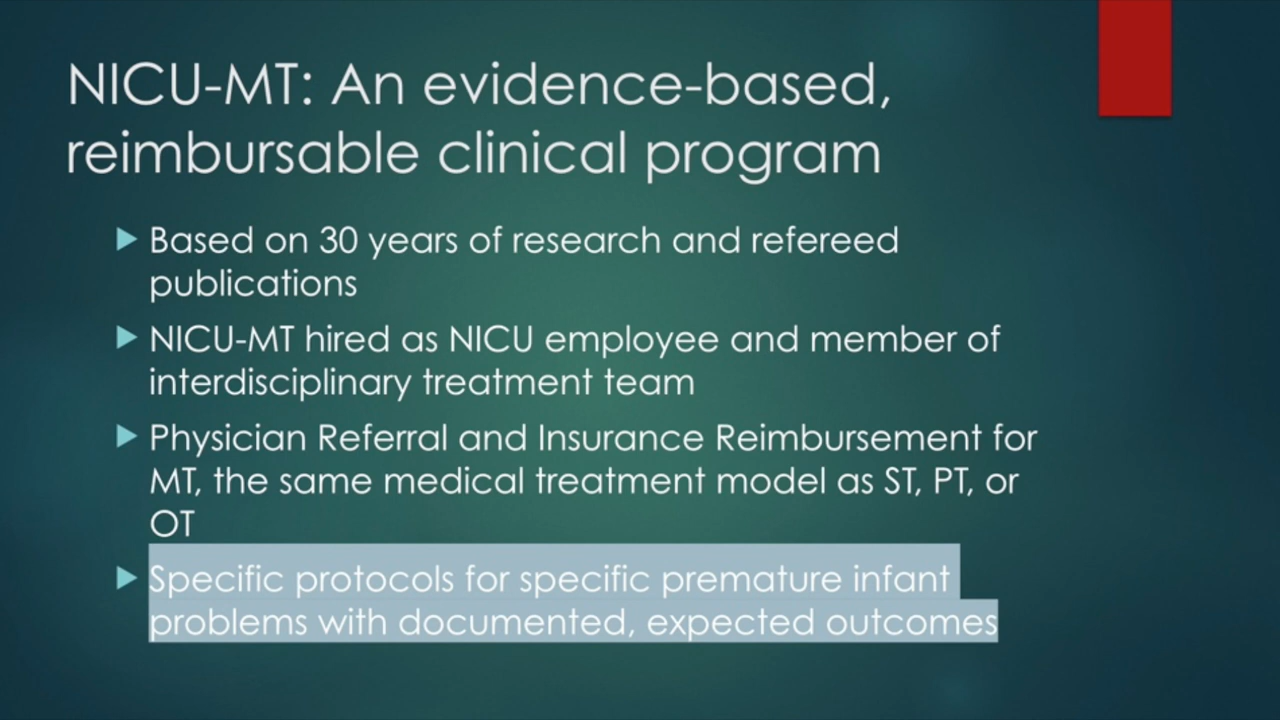 NICU-MT: An evidence-based,
reimbursable clinical program
Based on 30 years of research and refereed
publications
NICU-MT hired as NICU employee and member of
interdisciplinary treatment team
Physician Referral and Insurance Reimbursement for
MT, the same medical treatment model as ST, PT, or
OT
Specific protocols for specific premature infant
problems with documented, expected outcomes